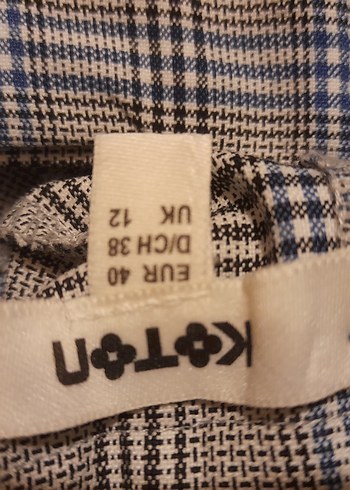 KOTON
EUR 40
D/CH 38
UK 12